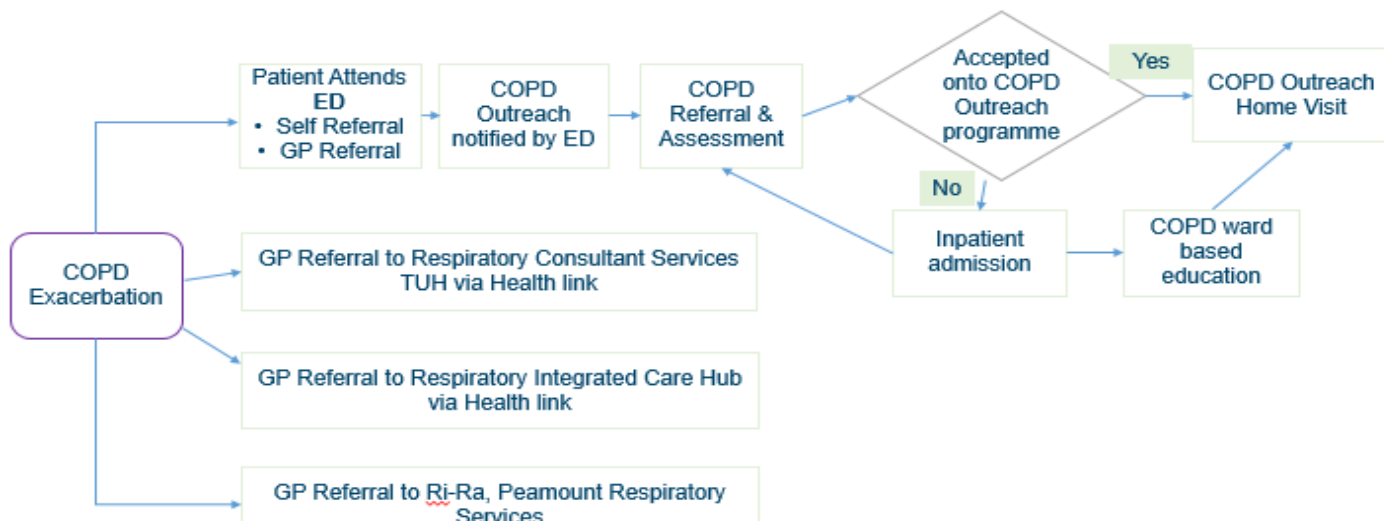 Patient Attends
ED
• Self Referral
• GP Referral
COPD
Outreach
notified by ED
COPD
Referral &
Assessment
Accepted
onto COPD
Outreach
programme
Yes
COPD Outreach
Home Visit
No
Inpatient
admission
COPD ward
based
education
COPD
Exacerbation
GP Referral to Respiratory Consultant Services
TUH via Health link
GP Referral to Respiratory Integrated Care Hub
via Health link
GP Referral to Ri-Ra, Peamount Respiratory
Services